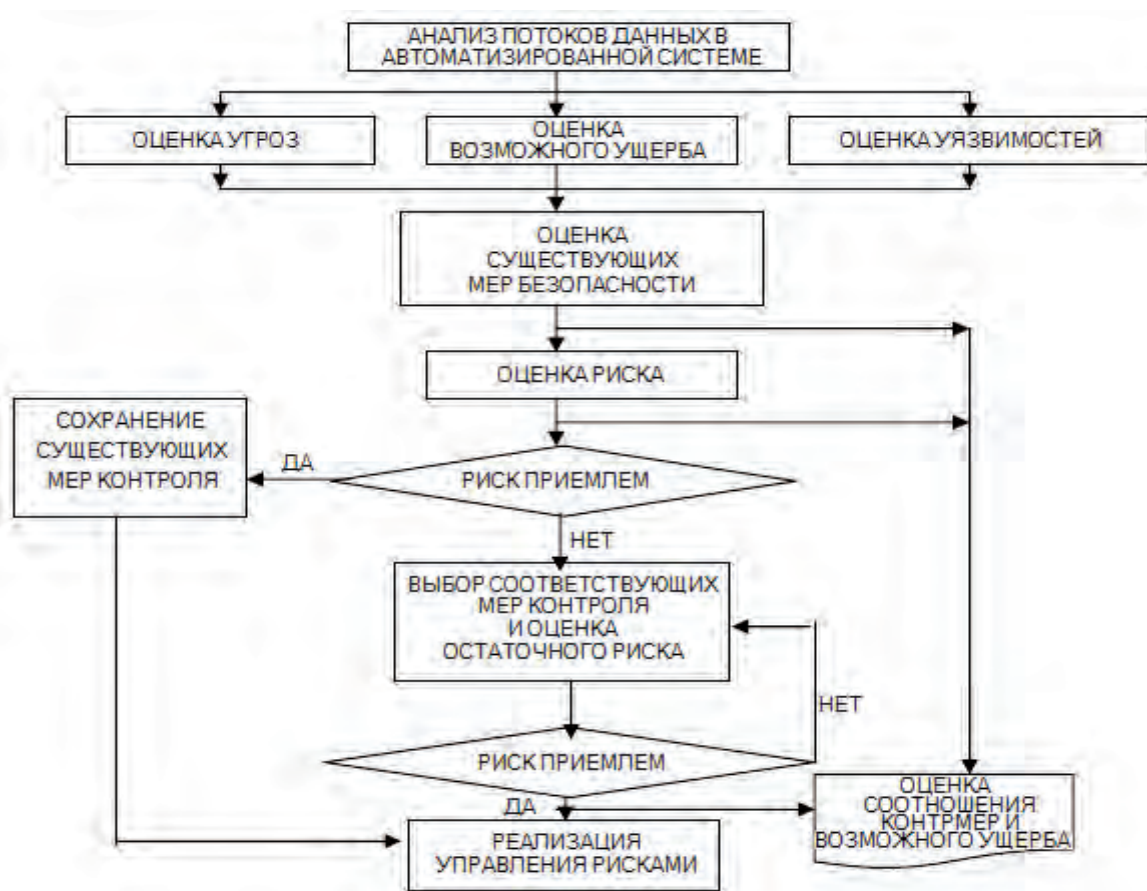 АНАЛИЗ ПОТОКОВ ДАННЫХ В
АВТОМАТИЗИРОВАННОЙ СИСТЕМЕ
ОЦЕНКА УГРОЗ
ОЦЕНКА
ВОЗМОЖНОГО УЩЕРБА
ОЦЕНКА УЯЗВИМОСТЕЙ
ОЦЕНКА
СУЩЕСТВУЮЩИХ
МЕР БЕЗОПАСНОСТИ
ОЦЕНКА РИСКА
СОХРАНЕНИЕ
СУЩЕСТВУЮЩИХ
МЕР КОНТРОЛЯ
ДА
РИСК ПРИЕМЛЕМ
НЕТ
ВЫБОР СООТВЕТСТВУЮЩИХ
МЕР КОНТРОЛЯ
И ОЦЕНКА
ОСТАТОЧНОГО РИСКА
НЕТ
РИСК ПРИЕМЛЕМ
ДА
ОЦЕНКА
СООТНОШЕНИЯ
КОНТРМЕР И
ВОЗМОЖНОГО УЩЕРБА
РЕАЛИЗАЦИЯ
УПРАВЛЕНИЯ РИСКАМИ